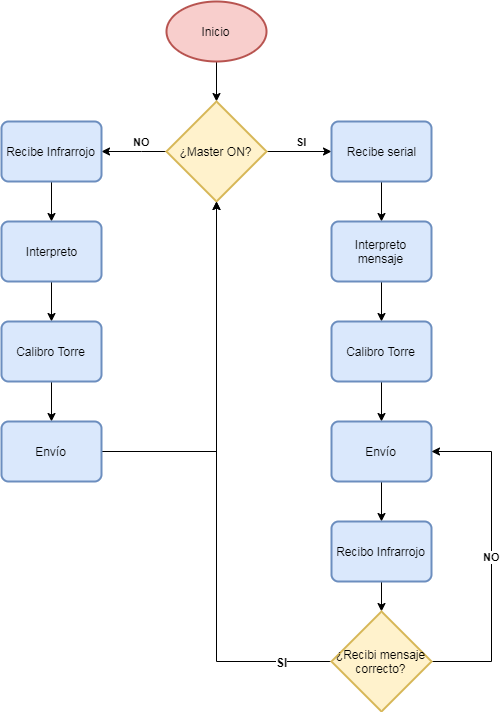 Inicio
¿Master ON?
NO
SI
Recibe Infrarrojo
Recibe serial
Interpreto
Interpreto
mensaje
Calibro Torre
Calibro Torre
Envío
Envío
Recibo Infrarrojo
NO
¿Recibi mensaje
correcto?
SI